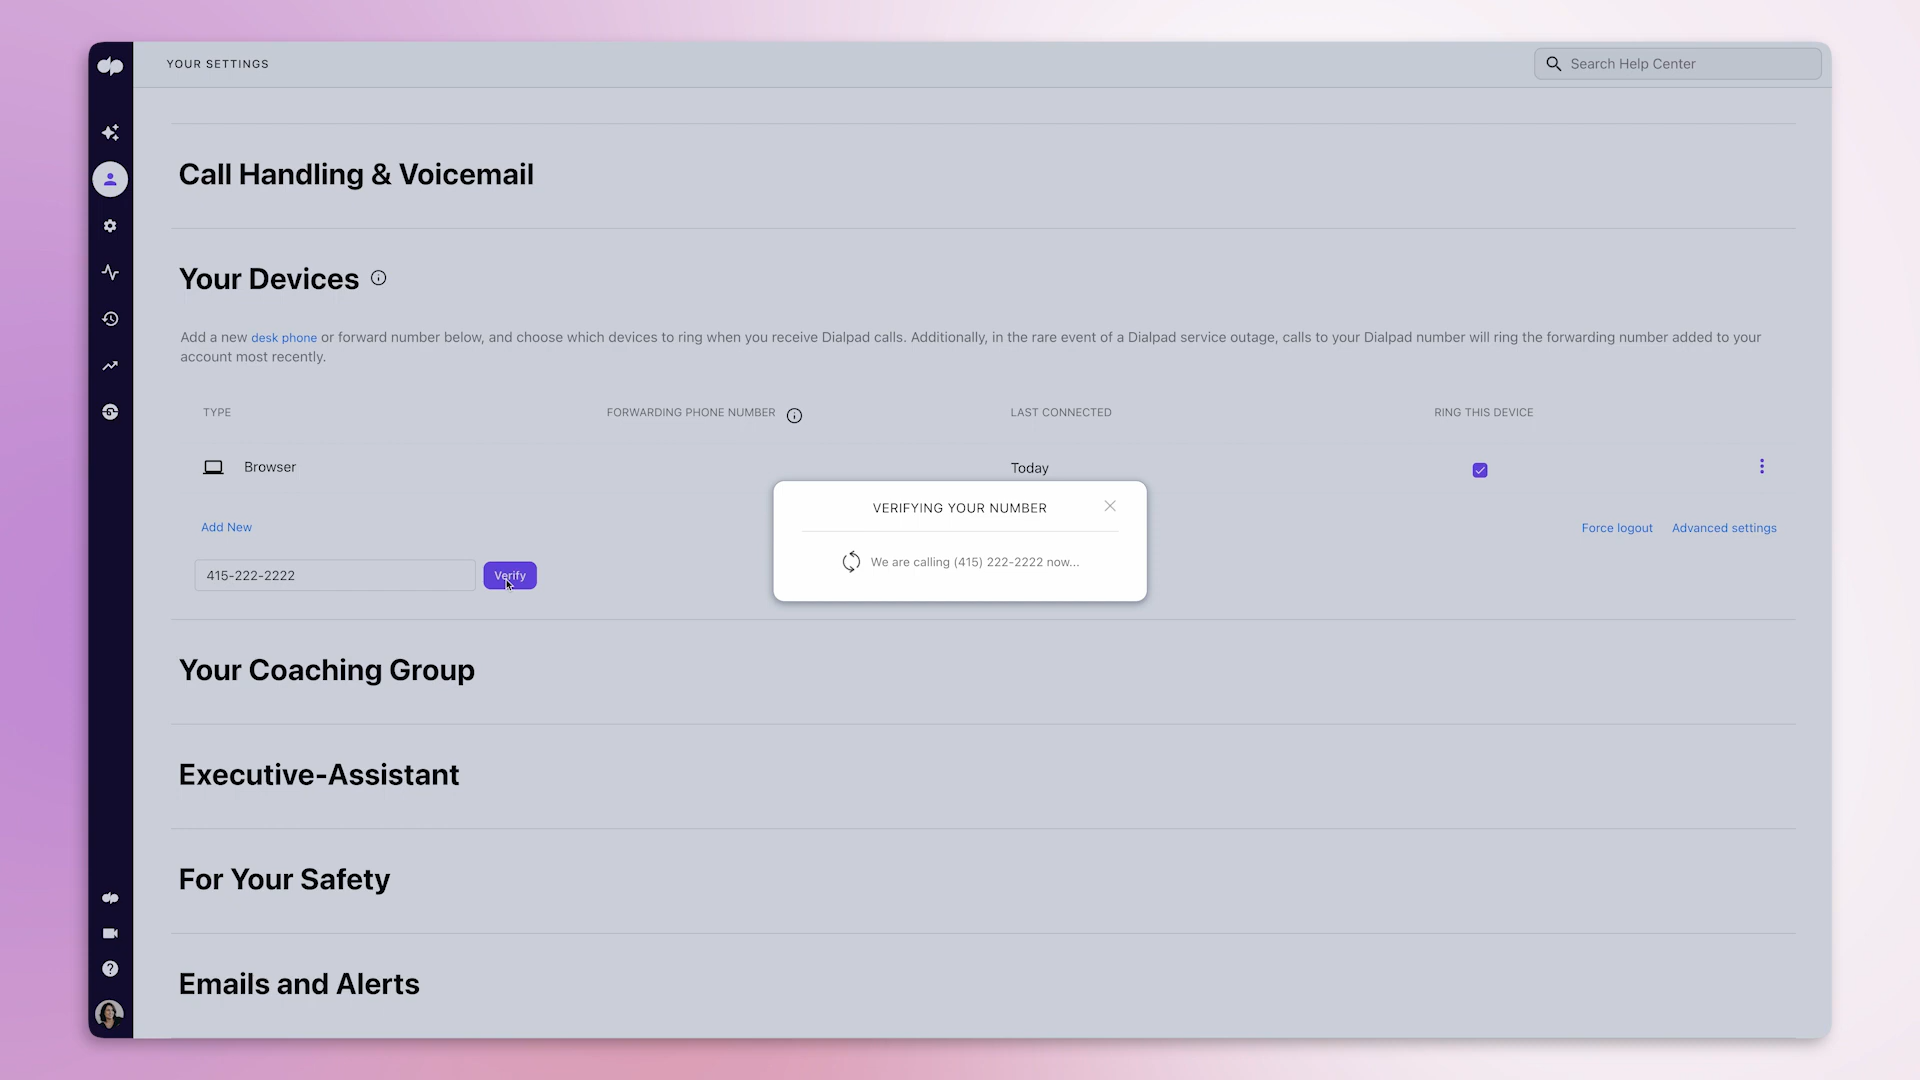 YOUR SETTINGS
Search Help Center
Call Handling & Voicemail
Your Devices
Add a new desk phone or forward number below, and choose which devices to ring when you receive Dialpad calls. Additionally, in the rare event of a Dialpad service outage, calls to your Dialpad number will ring the forwarding number added to your
account most recently.
TYPE FORWARDING PHONE NUMBER LAST CONNECTED RING THIS DEVICE
Browser Today
VERIFYING YOUR NUMBER
Add New Force logout Advanced settings
We are calling (415) 222-2222 now...
415-222-2222 Verify
Your Coaching Group
Executive-Assistant
For Your Safety
Emails and Alerts